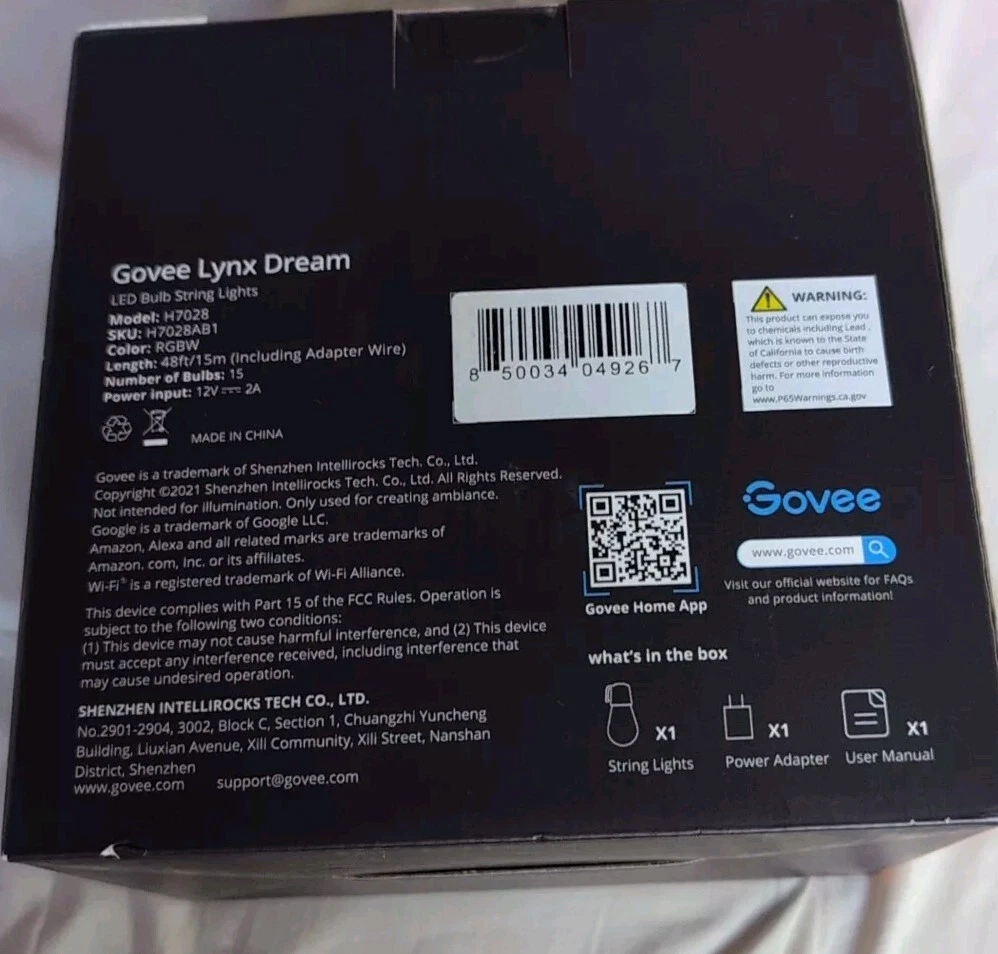 Govee Lynx Dream
LED Bulb String Lights
Model: H7028
SKU: H7028AB1
Color: RGBW
Length: 48ft/15m (Including Adapter Wire)
Number of Bulbs: 15
Power input: 12V⎓2A
MADE IN CHINA
8 50034 04926 7
WARNING:
This product can expose you
to chemicals including Lead,
which is known to the State
of California to cause birth
defects or other reproductive
harm. For more information
go to
www.P65Warnings.ca.gov
Govee is a trademark of Shenzhen Intellirocks Tech. Co., Ltd.
Copyright ©2021 Shenzhen Intellirocks Tech. Co., Ltd. All Rights Reserved.
Not intended for illumination. Only used for creating ambiance.
Google is a trademark of Google LLC.
Amazon, Alexa and all related marks are trademarks of
Amazon. com, Inc. or its affiliates.
Wi-Fi® is a registered trademark of Wi-Fi Alliance.
This device complies with Part 15 of the FCC Rules. Operation is
subject to the following two conditions:
(1) This device may not cause harmful interference, and (2) This device
must accept any interference received, including interference that
may cause undesired operation.
SHENZHEN INTELLIROCKS TECH CO., LTD.
No.2901-2904, 3002, Block C, Section 1, Chuangzhi Yuncheng
Building, Liuxian Avenue, Xili Community, Xili Street, Nanshan
District, Shenzhen
www.govee.com support@govee.com
Govee Home App
Govee
www.govee.com
Visit our official website for FAQs
and product information!
what's in the box
X1
String Lights
X1
Power Adapter
X1
User Manual